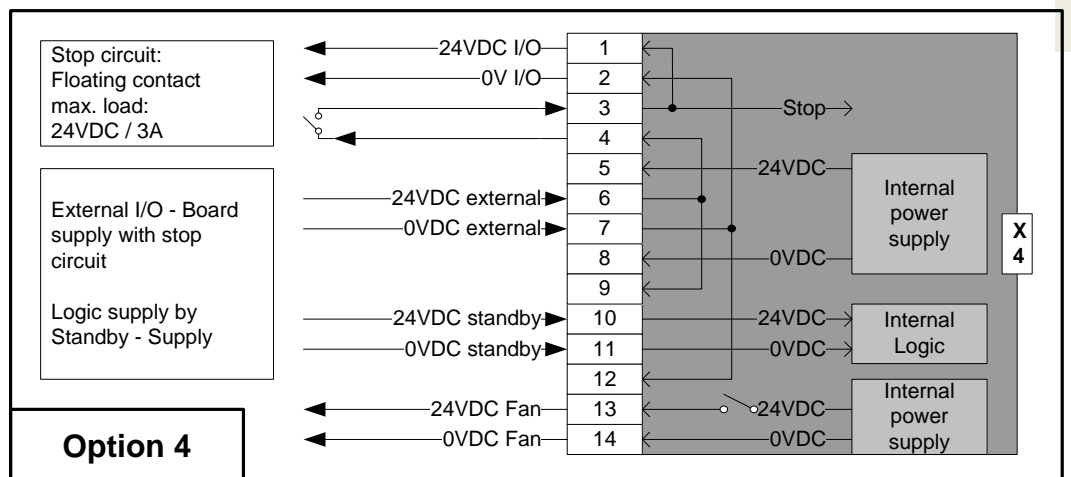 Stop circuit:
Floating contact
max. load:
24VDC / 3A
External I/O - Board
supply with stop
circuit
Logic supply by
Standby - Supply
Option 4
24VDC I/O
0V I/O
24VDC external
0VDC external
24VDC standby
0VDC standby
24VDC Fan
0VDC Fan
1
2
3
4
5
6
7
8
9
10
11
12
13
14
Stop
24VDC
0VDC
24VDC
0VDC
24VDC
0VDC
Internal
power
supply
Internal
Logic
Internal
power
supply
X
4